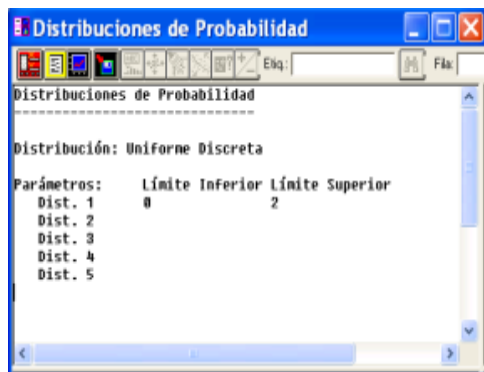 Distribuciones de Probabilidad
Etiq.: Fila:
Distribuciones de Probabilidad
------------------------------
Distribución: Uniforme Discreta
Parámetros: Límite Inferior Límite Superior
Dist. 1 0 2
Dist. 2
Dist. 3
Dist. 4
Dist. 5